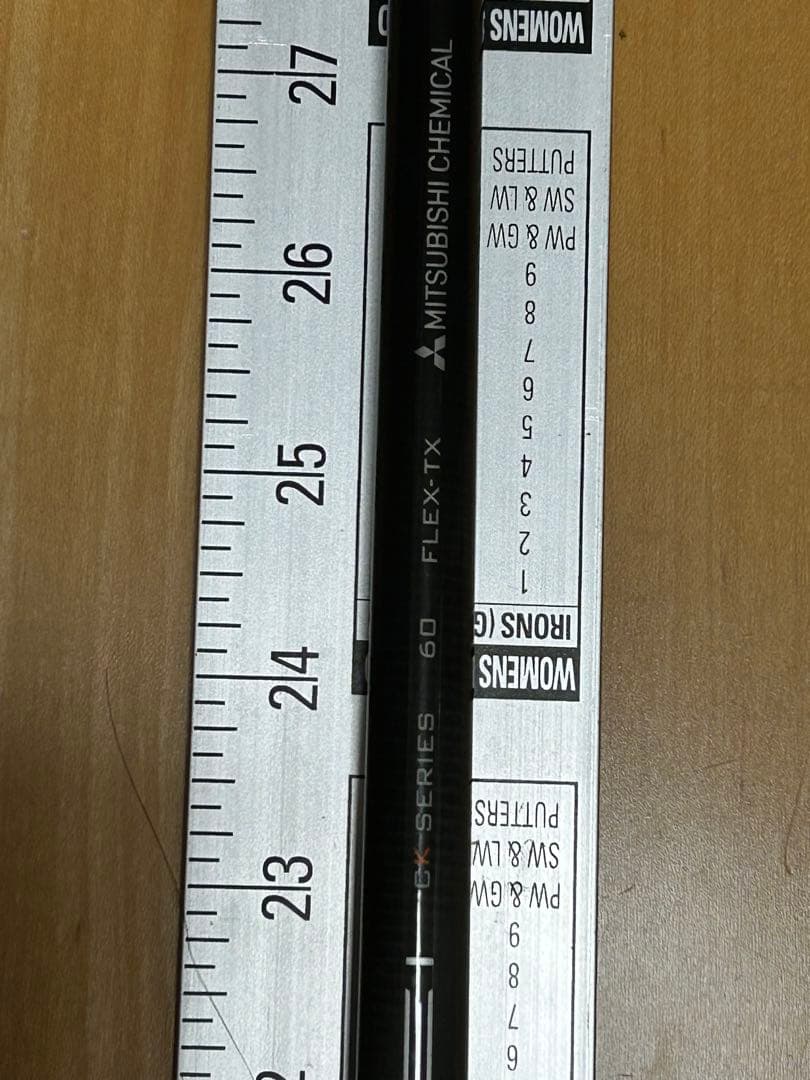 CK SERIES 60 FLEX-TX MITSUBISHI CHEMICAL
27
26
25
24
23
6
7
8
9
PW & GW
SW & LW
PUTTERS
WOMENS
IRONS (G
1
2
3
4
5
6
7
8
9
PW & GW
SW & LW
PUTTERS
WOMENS